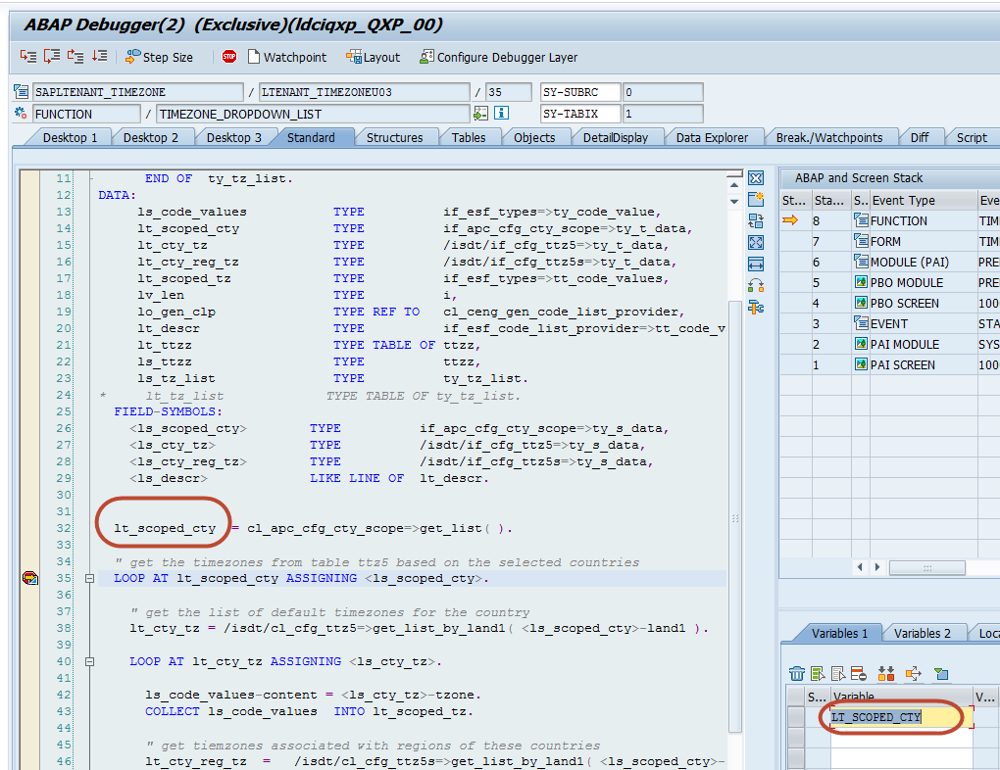 ABAP Debugger(2) (Exclusive)(ldciqxp_QXP_00)
Step Size STOP Watchpoint Layout Configure Debugger Layer
SAPLTENANT_TIMEZONE / LTENANT_TIMEZONEU03 / 35 SY-SUBRC 0
FUNCTION / TIMEZONE_DROPDOWN_LIST SY-TABIX 1
Desktop 1 Desktop 2 Desktop 3 Standard Structures Tables Objects DetailDisplay Data Explorer Break./Watchpoints Diff Script
11 END OF ty_tz_list.
12 DATA:
13 ls_code_values TYPE if_esf_types=>ty_code_value,
14 lt_scoped_cty TYPE if_apc_cfg_cty_scope=>ty_t_data,
15 lt_cty_tz TYPE /isdt/if_cfg_ttz5=>ty_t_data,
16 lt_cty_reg_tz TYPE /isdt/if_cfg_ttz5s=>ty_t_data,
17 lt_scoped_tz TYPE if_esf_types=>tt_code_values,
18 lv_len TYPE i,
19 lo_gen_clp TYPE REF TO cl_ceng_gen_code_list_provider,
20 lt_descr TYPE if_esf_code_list_provider=>tt_code_v
21 lt_ttzz TYPE TABLE OF ttzz,
22 ls_ttzz TYPE ttzz,
23 ls_tz_list TYPE ty_tz_list.
24 * lt_tz_list TYPE TABLE OF ty_tz_list.
25 FIELD-SYMBOLS:
26 <ls_scoped_cty> TYPE if_apc_cfg_cty_scope=>ty_s_data,
27 <ls_cty_tz> TYPE /isdt/if_cfg_ttz5=>ty_s_data,
28 <ls_cty_reg_tz> TYPE /isdt/if_cfg_ttz5s=>ty_s_data,
29 <ls_descr> LIKE LINE OF lt_descr.
30
31
32 lt_scoped_cty = cl_apc_cfg_cty_scope=>get_list( ).
33
34 " get the timezones from table ttz5 based on the selected countries
35 LOOP AT lt_scoped_cty ASSIGNING <ls_scoped_cty>.
36
37 " get the list of default timezones for the country
38 lt_cty_tz = /isdt/cl_cfg_ttz5=>get_list_by_land1( <ls_scoped_cty>-land1 ).
39
40 LOOP AT lt_cty_tz ASSIGNING <ls_cty_tz>.
41
42 ls_code_values-content = <ls_cty_tz>-tzone.
43 COLLECT ls_code_values INTO lt_scoped_tz.
44
45 " get tiemzones associated with regions of these countries
46 lt_cty_reg_tz = /isdt/cl_cfg_ttz5s=>get_list_by_land1( <ls_scoped_cty>-
ABAP and Screen Stack
St... Sta... S.. Event Type Eve
8 FUNCTION TIM
7 FORM TIM
6 MODULE (PAI) PRE
5 PBO MODULE PRE
4 PBO SCREEN 100
3 EVENT STA
2 PAI MODULE SYS
1 PAI SCREEN 100
Variables 1 Variables 2 Loca
S... Variable V...
LT_SCOPED_CTY